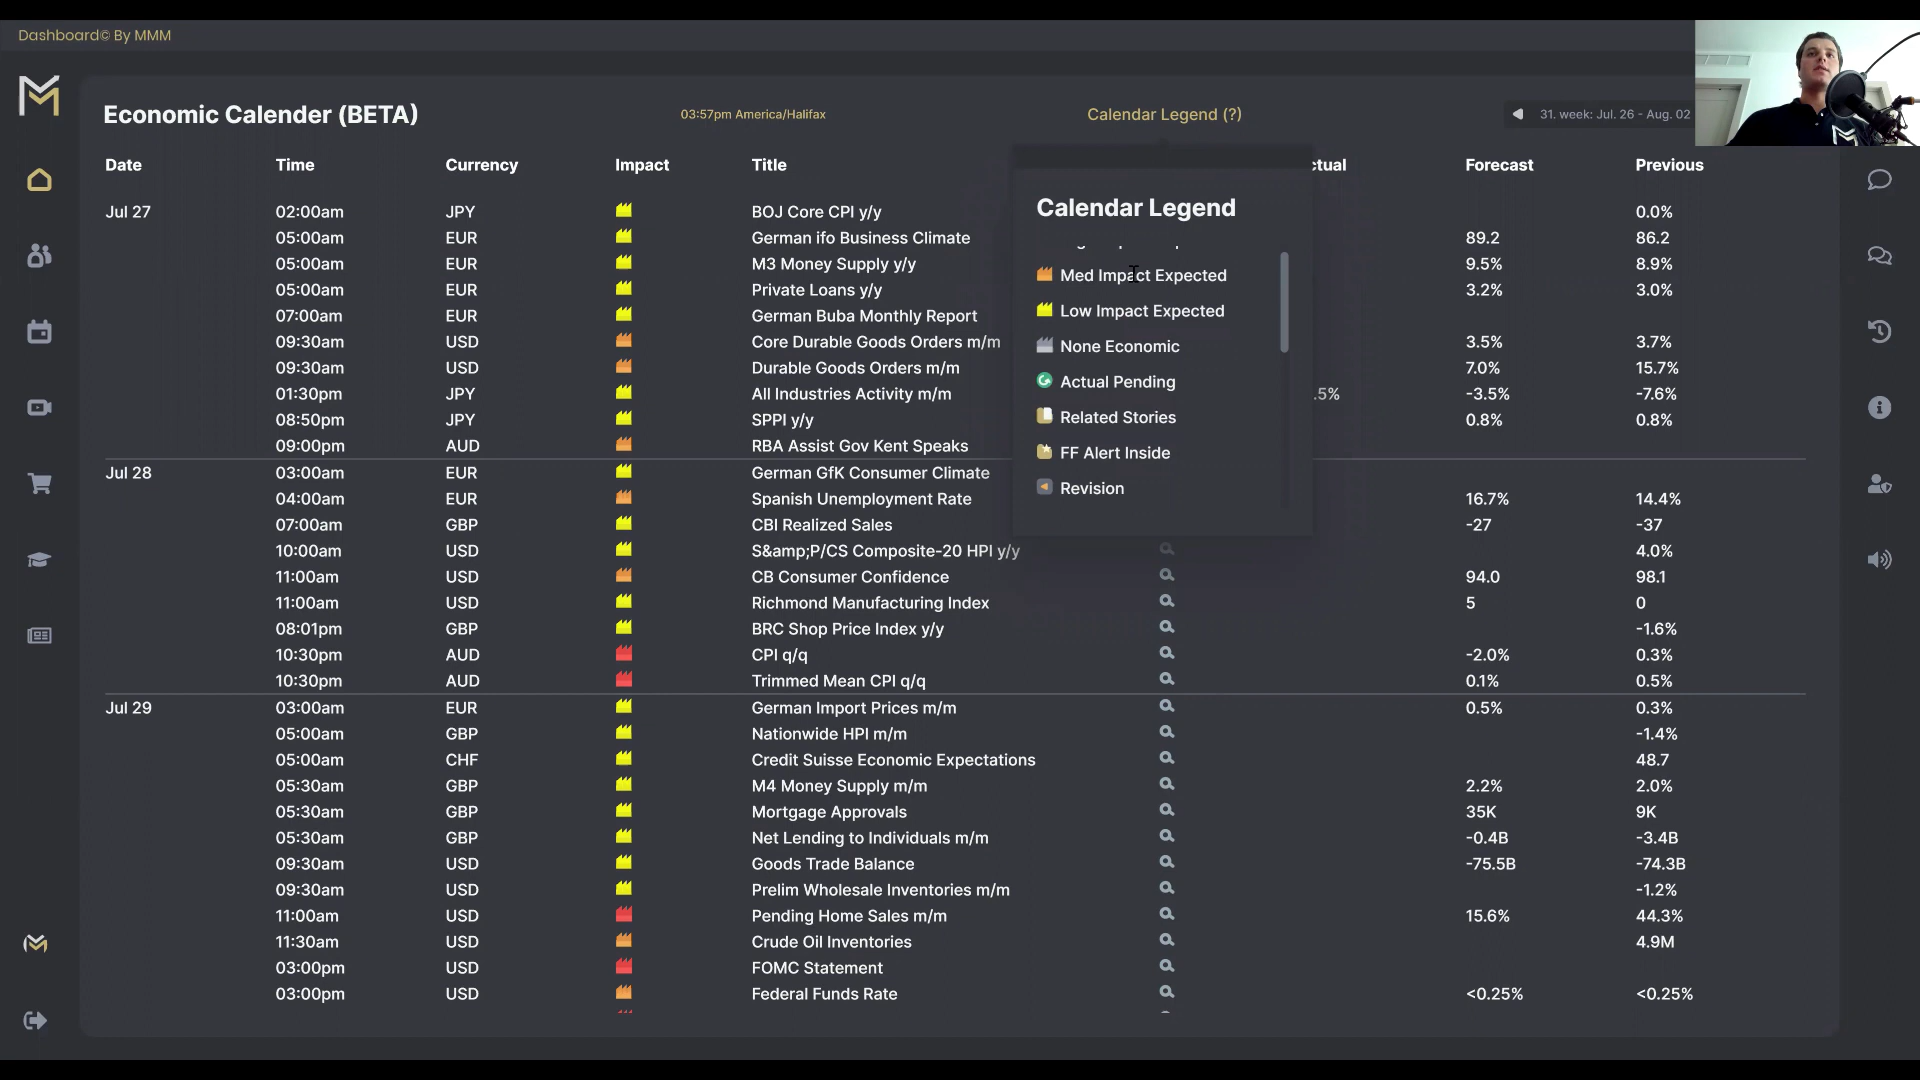 Dashboard© By MMM
Economic Calender (BETA)
03:57pm America/Halifax
Calendar Legend (?)
31. week: Jul. 26 - Aug. 02
Date Time Currency Impact Title ctual Forecast Previous
Jul 27 02:00am JPY BOJ Core CPI y/y 0.0%
05:00am EUR German ifo Business Climate 89.2 86.2
05:00am EUR M3 Money Supply y/y 9.5% 8.9%
05:00am EUR Private Loans y/y 3.2% 3.0%
07:00am EUR German Buba Monthly Report
09:30am USD Core Durable Goods Orders m/m 3.5% 3.7%
09:30am USD Durable Goods Orders m/m 7.0% 15.7%
01:30pm JPY All Industries Activity m/m .5% -3.5% -7.6%
08:50pm JPY SPPI y/y 0.8% 0.8%
09:00pm AUD RBA Assist Gov Kent Speaks
Jul 28 03:00am EUR German GfK Consumer Climate
04:00am EUR Spanish Unemployment Rate 16.7% 14.4%
07:00am GBP CBI Realized Sales -27 -37
10:00am USD S&amp;P/CS Composite-20 HPI y/y 4.0%
11:00am USD CB Consumer Confidence 94.0 98.1
11:00am USD Richmond Manufacturing Index 5 0
08:01pm GBP BRC Shop Price Index y/y -1.6%
10:30pm AUD CPI q/q -2.0% 0.3%
10:30pm AUD Trimmed Mean CPI q/q 0.1% 0.5%
Jul 29 03:00am EUR German Import Prices m/m 0.5% 0.3%
05:00am GBP Nationwide HPI m/m -1.4%
05:00am CHF Credit Suisse Economic Expectations 48.7
05:30am GBP M4 Money Supply m/m 2.2% 2.0%
05:30am GBP Mortgage Approvals 35K 9K
05:30am GBP Net Lending to Individuals m/m -0.4B -3.4B
09:30am USD Goods Trade Balance -75.5B -74.3B
09:30am USD Prelim Wholesale Inventories m/m -1.2%
11:00am USD Pending Home Sales m/m 15.6% 44.3%
11:30am USD Crude Oil Inventories 4.9M
03:00pm USD FOMC Statement
03:00pm USD Federal Funds Rate <0.25% <0.25%
Calendar Legend
Med Impact Expected
Low Impact Expected
None Economic
Actual Pending
Related Stories
FF Alert Inside
Revision